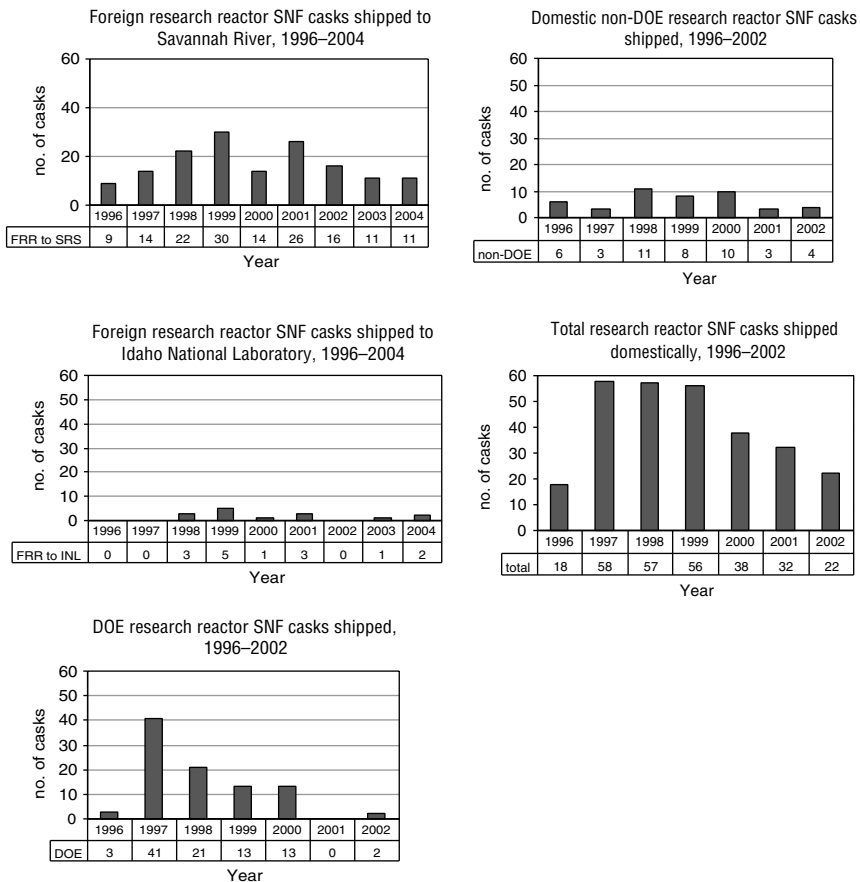 Foreign research reactor SNF casks shipped to
Savannah River, 1996–2004
no. of casks
60
40
20
0
1996 1997 1998 1999 2000 2001 2002 2003 2004
FRR to SRS 9 14 22 30 14 26 16 11 11
Year
Domestic non-DOE research reactor SNF casks
shipped, 1996–2002
no. of casks
60
50
40
30
20
10
0
1996 1997 1998 1999 2000 2001 2002
non-DOE 6 3 11 8 10 3 4
Year
Foreign research reactor SNF casks shipped to
Idaho National Laboratory, 1996–2004
no. of casks
60
50
40
30
20
10
0
1996 1997 1998 1999 2000 2001 2002 2003 2004
FRR to INL 0 0 3 5 1 3 0 1 2
Year
Total research reactor SNF casks shipped
domestically, 1996–2002
no. of casks
60
50
40
30
20
10
0
1996 1997 1998 1999 2000 2001 2002
total 18 58 57 56 38 32 22
Year
DOE research reactor SNF casks shipped,
1996–2002
no. of casks
60
50
40
30
20
10
0
1996 1997 1998 1999 2000 2001 2002
DOE 3 41 21 13 13 0 2
Year